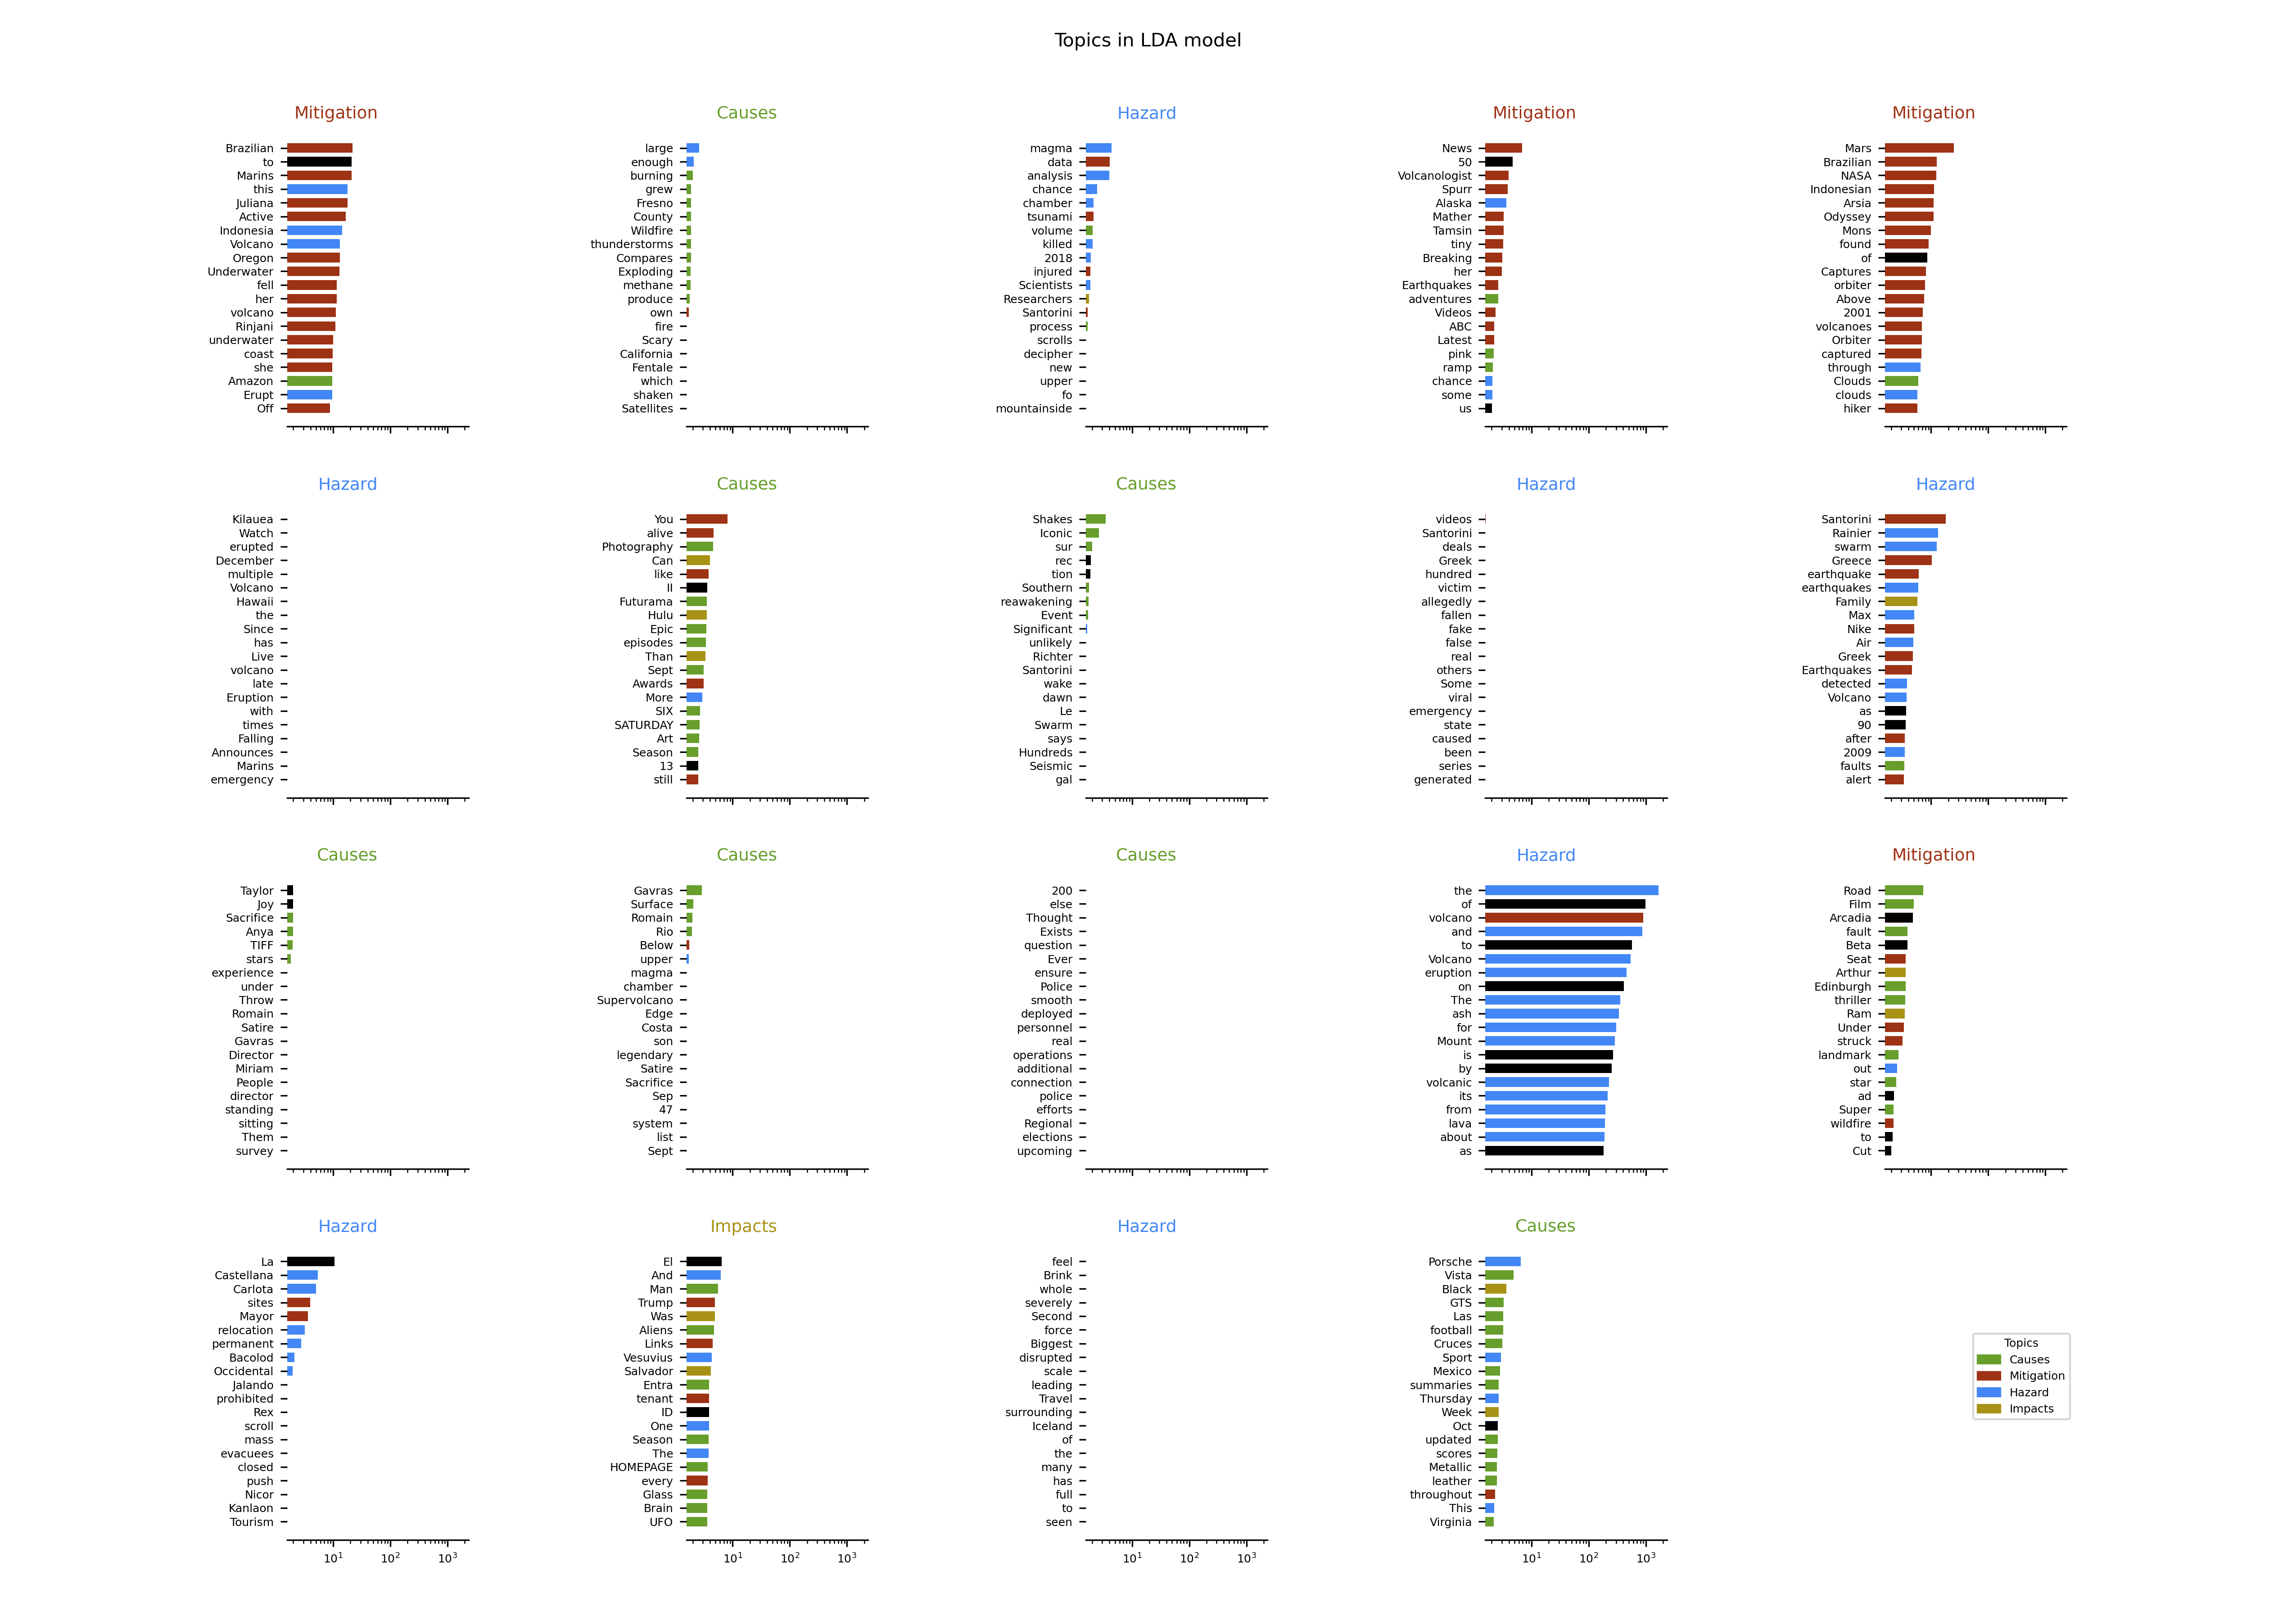 Topics in LDA model
Mitigation
Brazilian
to
Marins
this
Juliana
Active
Indonesia
Volcano
Oregon
Underwater
fell
her
volcano
Rinjani
underwater
coast
she
Amazon
Erupt
Off
Causes
large
enough
burning
grew
Fresno
County
Wildfire
thunderstorms
Compares
Exploding
methane
produce
own
fire
Scary
California
Fentale
which
shaken
Satellites
Hazard
magma
data
analysis
chance
chamber
tsunami
volume
killed
2018
injured
Scientists
Researchers
Santorini
process
scrolls
decipher
new
upper
fo
mountainside
Mitigation
News
50
Volcanologist
Spurr
Alaska
Mather
Tamsin
tiny
Breaking
her
Earthquakes
adventures
Videos
ABC
Latest
pink
ramp
chance
some
us
Mitigation
Mars
Brazilian
NASA
Indonesian
Arsia
Odyssey
Mons
found
of
Captures
orbiter
Above
2001
volcanoes
Orbiter
captured
through
Clouds
clouds
hiker
Hazard
Kilauea
Watch
erupted
December
multiple
Volcano
Hawaii
the
Since
has
Live
volcano
late
Eruption
with
times
Falling
Announces
Marins
emergency
Causes
You
alive
Photography
Can
like
II
Futurama
Hulu
Epic
episodes
Than
Sept
Awards
More
SIX
SATURDAY
Art
Season
13
still
Causes
Shakes
Iconic
sur
rec
tion
Southern
reawakening
Event
Significant
unlikely
Richter
Santorini
wake
dawn
Le
Swarm
says
Hundreds
Seismic
gal
Hazard
videos
Santorini
deals
Greek
hundred
victim
allegedly
fallen
fake
false
real
others
Some
viral
emergency
state
caused
been
series
generated
Hazard
Santorini
Rainier
swarm
Greece
earthquake
earthquakes
Family
Max
Nike
Air
Greek
Earthquakes
detected
Volcano
as
90
after
2009
faults
alert
Causes
Taylor
Joy
Sacrifice
Anya
TIFF
stars
experience
under
Throw
Romain
Satire
Gavras
Director
Miriam
People
director
standing
sitting
Them
survey
Causes
Gavras
Surface
Romain
Rio
Below
upper
magma
chamber
Supervolcano
Edge
Costa
son
legendary
Satire
Sacrifice
Sep
47
system
list
Sept
Causes
200
else
Thought
Exists
question
Ever
ensure
Police
smooth
deployed
personnel
real
operations
additional
connection
police
efforts
Regional
elections
upcoming
Hazard
the
of
volcano
and
to
Volcano
eruption
on
The
ash
for
Mount
is
by
volcanic
its
from
lava
about
as
Mitigation
Road
Film
Arcadia
fault
Beta
Seat
Arthur
Edinburgh
thriller
Ram
Under
struck
landmark
out
star
ad
Super
wildfire
to
Cut
Hazard
La
Castellana
Carlota
sites
Mayor
relocation
permanent
Bacolod
Occidental
Jalando
prohibited
Rex
scroll
mass
evacuees
closed
push
Nicor
Kanlaon
Tourism
10¹ 10² 10³
Impacts
El
And
Man
Trump
Was
Aliens
Links
Vesuvius
Salvador
Entra
tenant
ID
One
Season
The
HOMEPAGE
every
Glass
Brain
UFO
10¹ 10² 10³
Hazard
feel
Brink
whole
severely
Second
force
Biggest
disrupted
scale
leading
Travel
surrounding
Iceland
of
the
many
has
full
to
seen
10¹ 10² 10³
Causes
Porsche
Vista
Black
GTS
Las
football
Cruces
Sport
Mexico
summaries
Thursday
Week
Oct
updated
scores
Metallic
leather
throughout
This
Virginia
10¹ 10² 10³
Topics
Causes
Mitigation
Hazard
Impacts